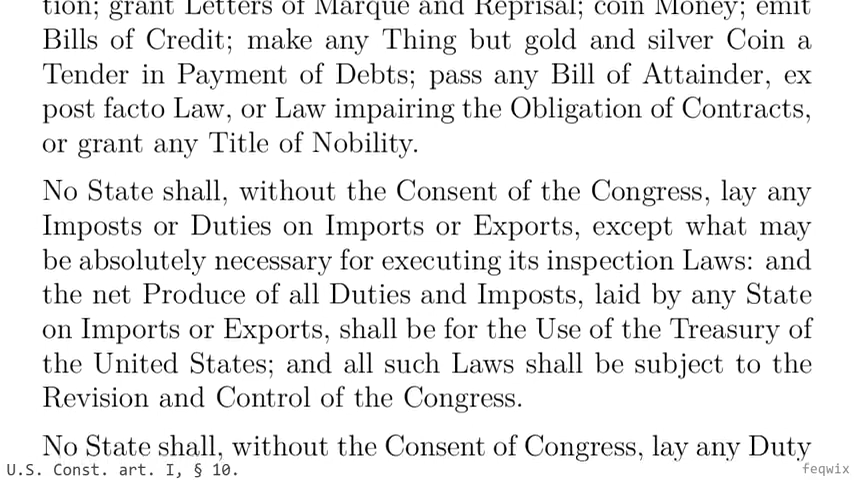 tion; grant Letters of Marque and Reprisal; coin Money; emit
Bills of Credit; make any Thing but gold and silver Coin a
Tender in Payment of Debts; pass any Bill of Attainder, ex
post facto Law, or Law impairing the Obligation of Contracts,
or grant any Title of Nobility.
No State shall, without the Consent of the Congress, lay any
Imposts or Duties on Imports or Exports, except what may
be absolutely necessary for executing its inspection Laws: and
the net Produce of all Duties and Imposts, laid by any State
on Imports or Exports, shall be for the Use of the Treasury of
the United States; and all such Laws shall be subject to the
Revision and Control of the Congress.
No State shall, without the Consent of Congress, lay any Duty
U.S. Const. art. I, § 10.
feqwix